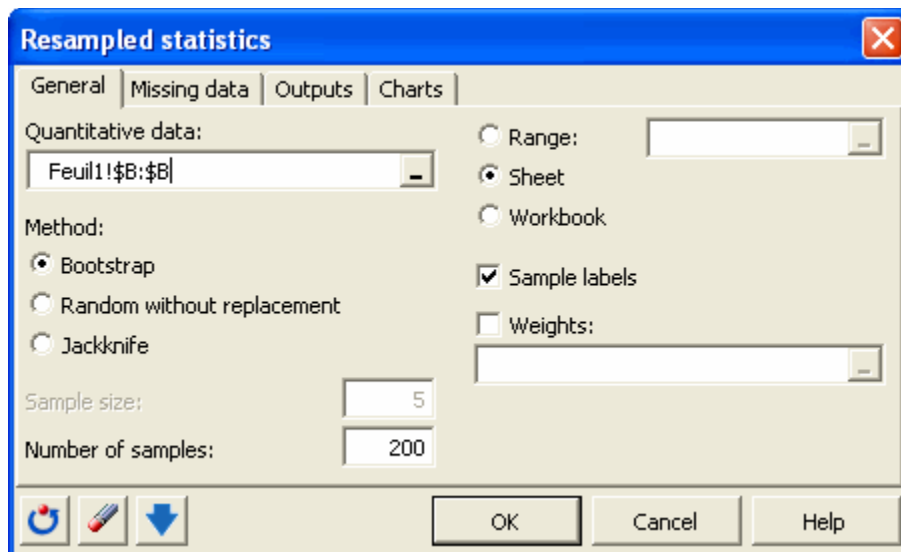 Resampled statistics
General Missing data Outputs Charts
Quantitative data:
Feuil1!$B:$B
Method:
Bootstrap
Random without replacement
Jackknife
Sample size: 5
Number of samples: 200
Range:
Sheet
Workbook
Sample labels
Weights:
OK Cancel Help